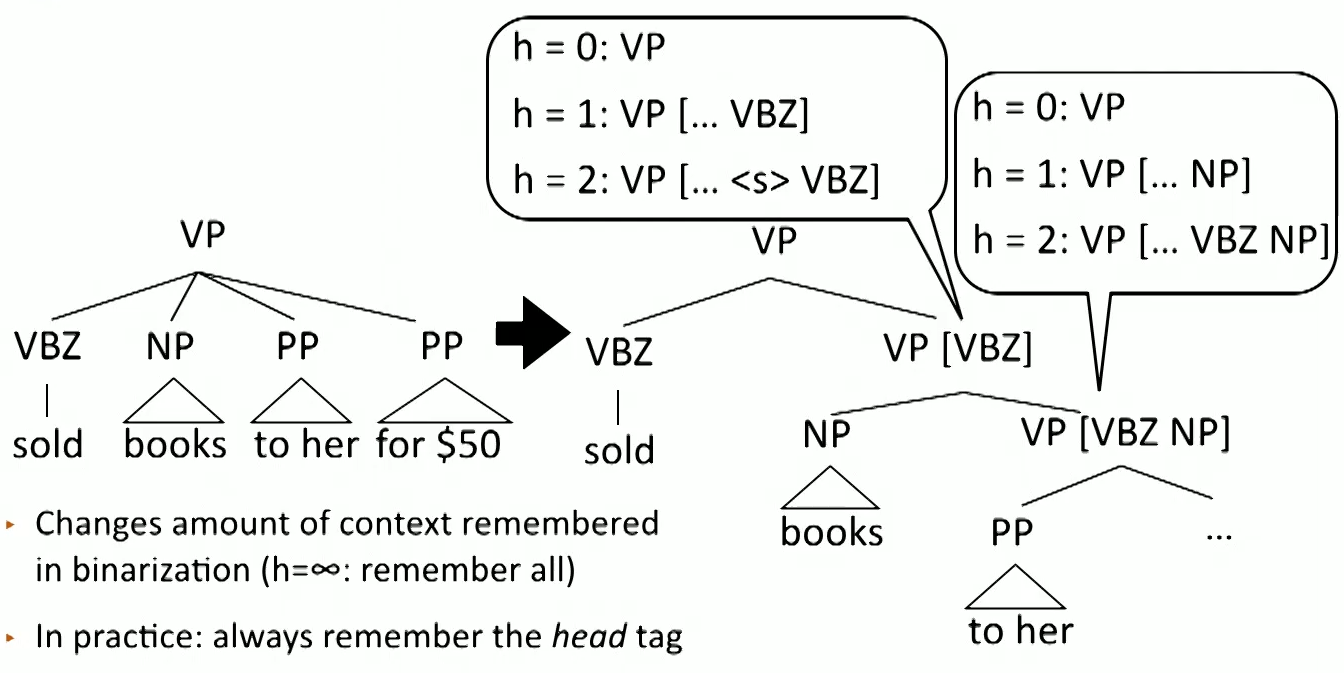 h = 0: VP
h = 1: VP [... VBZ]
h = 2: VP [... <s> VBZ]
h = 0: VP
h = 1: VP [... NP]
h = 2: VP [... VBZ NP]
VP
VBZ NP PP PP
sold books to her for $50
VP
VBZ VP [VBZ]
sold NP VP [VBZ NP]
books PP ...
to her
▸ Changes amount of context remembered
in binarization (h=∞: remember all)
▸ In practice: always remember the head tag